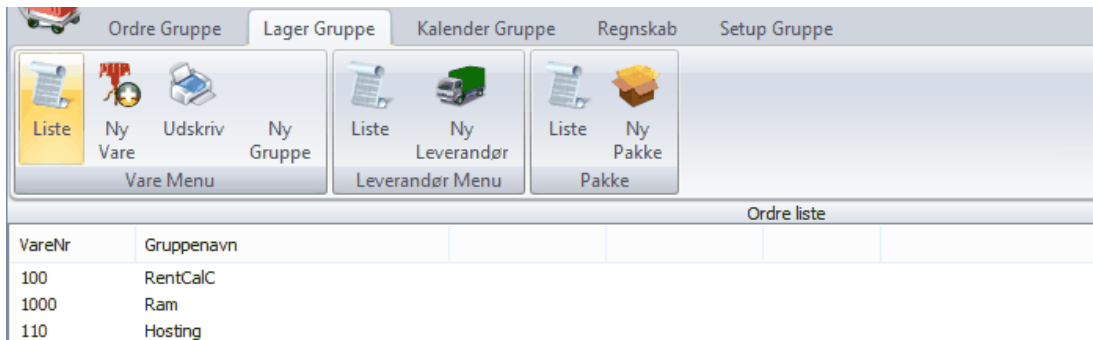 Ordre Gruppe Lager Gruppe Kalender Gruppe Regnskab Setup Gruppe
Liste Ny Vare Udskriv Ny Gruppe Liste Ny Leverandør Liste Ny Pakke
Vare Menu Leverandør Menu Pakke
Ordre liste
VareNr Gruppenavn
100 RentCalC
1000 Ram
110 Hosting